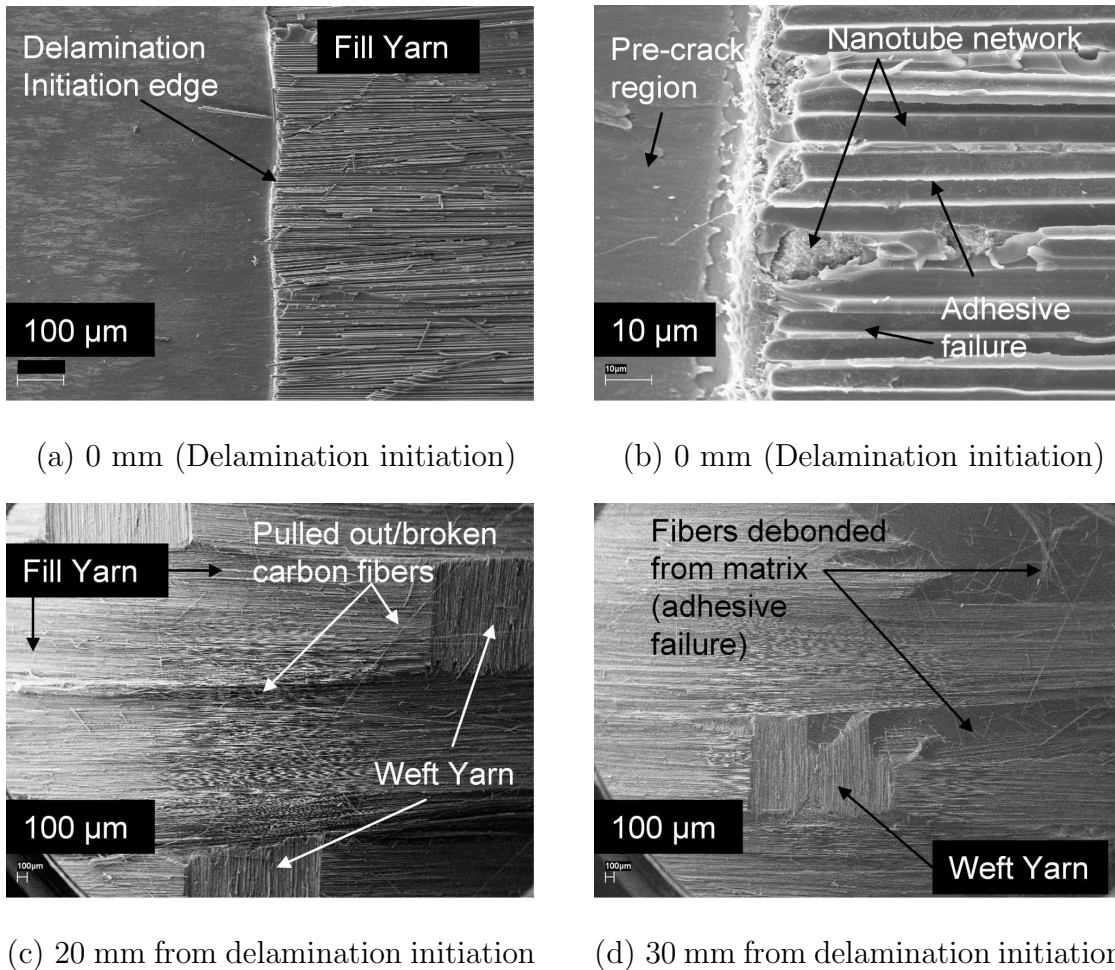 Delamination
Initiation edge
Fill Yarn
100 µm
Pre-crack
region
Nanotube network
Adhesive
failure
10 µm
10µm
(a) 0 mm (Delamination initiation)
(b) 0 mm (Delamination initiation)
Pulled out/broken
carbon fibers
Fill Yarn
Weft Yarn
100 µm
100µm
Fibers debonded
from matrix
(adhesive
failure)
100 µm
100µm
Weft Yarn
(c) 20 mm from delamination initiation
(d) 30 mm from delamination initiation